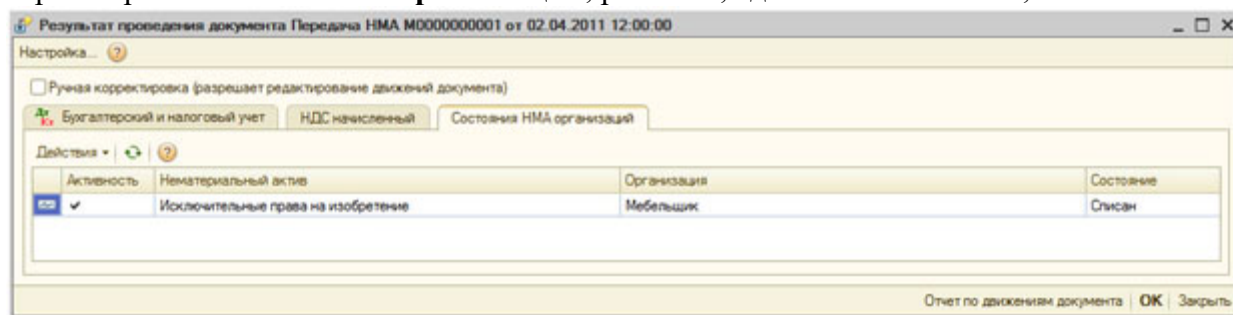 Результат проведения документа Передача НМА М0000000001 от 02.04.2011 12:00:00
Настройка...
Ручная корректировка (разрешает редактирование движений документа)
Бухгалтерский и налоговый учет НДС начисленный Состояния НМА организаций
Действия
Активность Нематериальный актив Организация Состояние
Исключительные права на изобретение Мебельщик Списан
Отчет по движениям документа ОК Закрыть